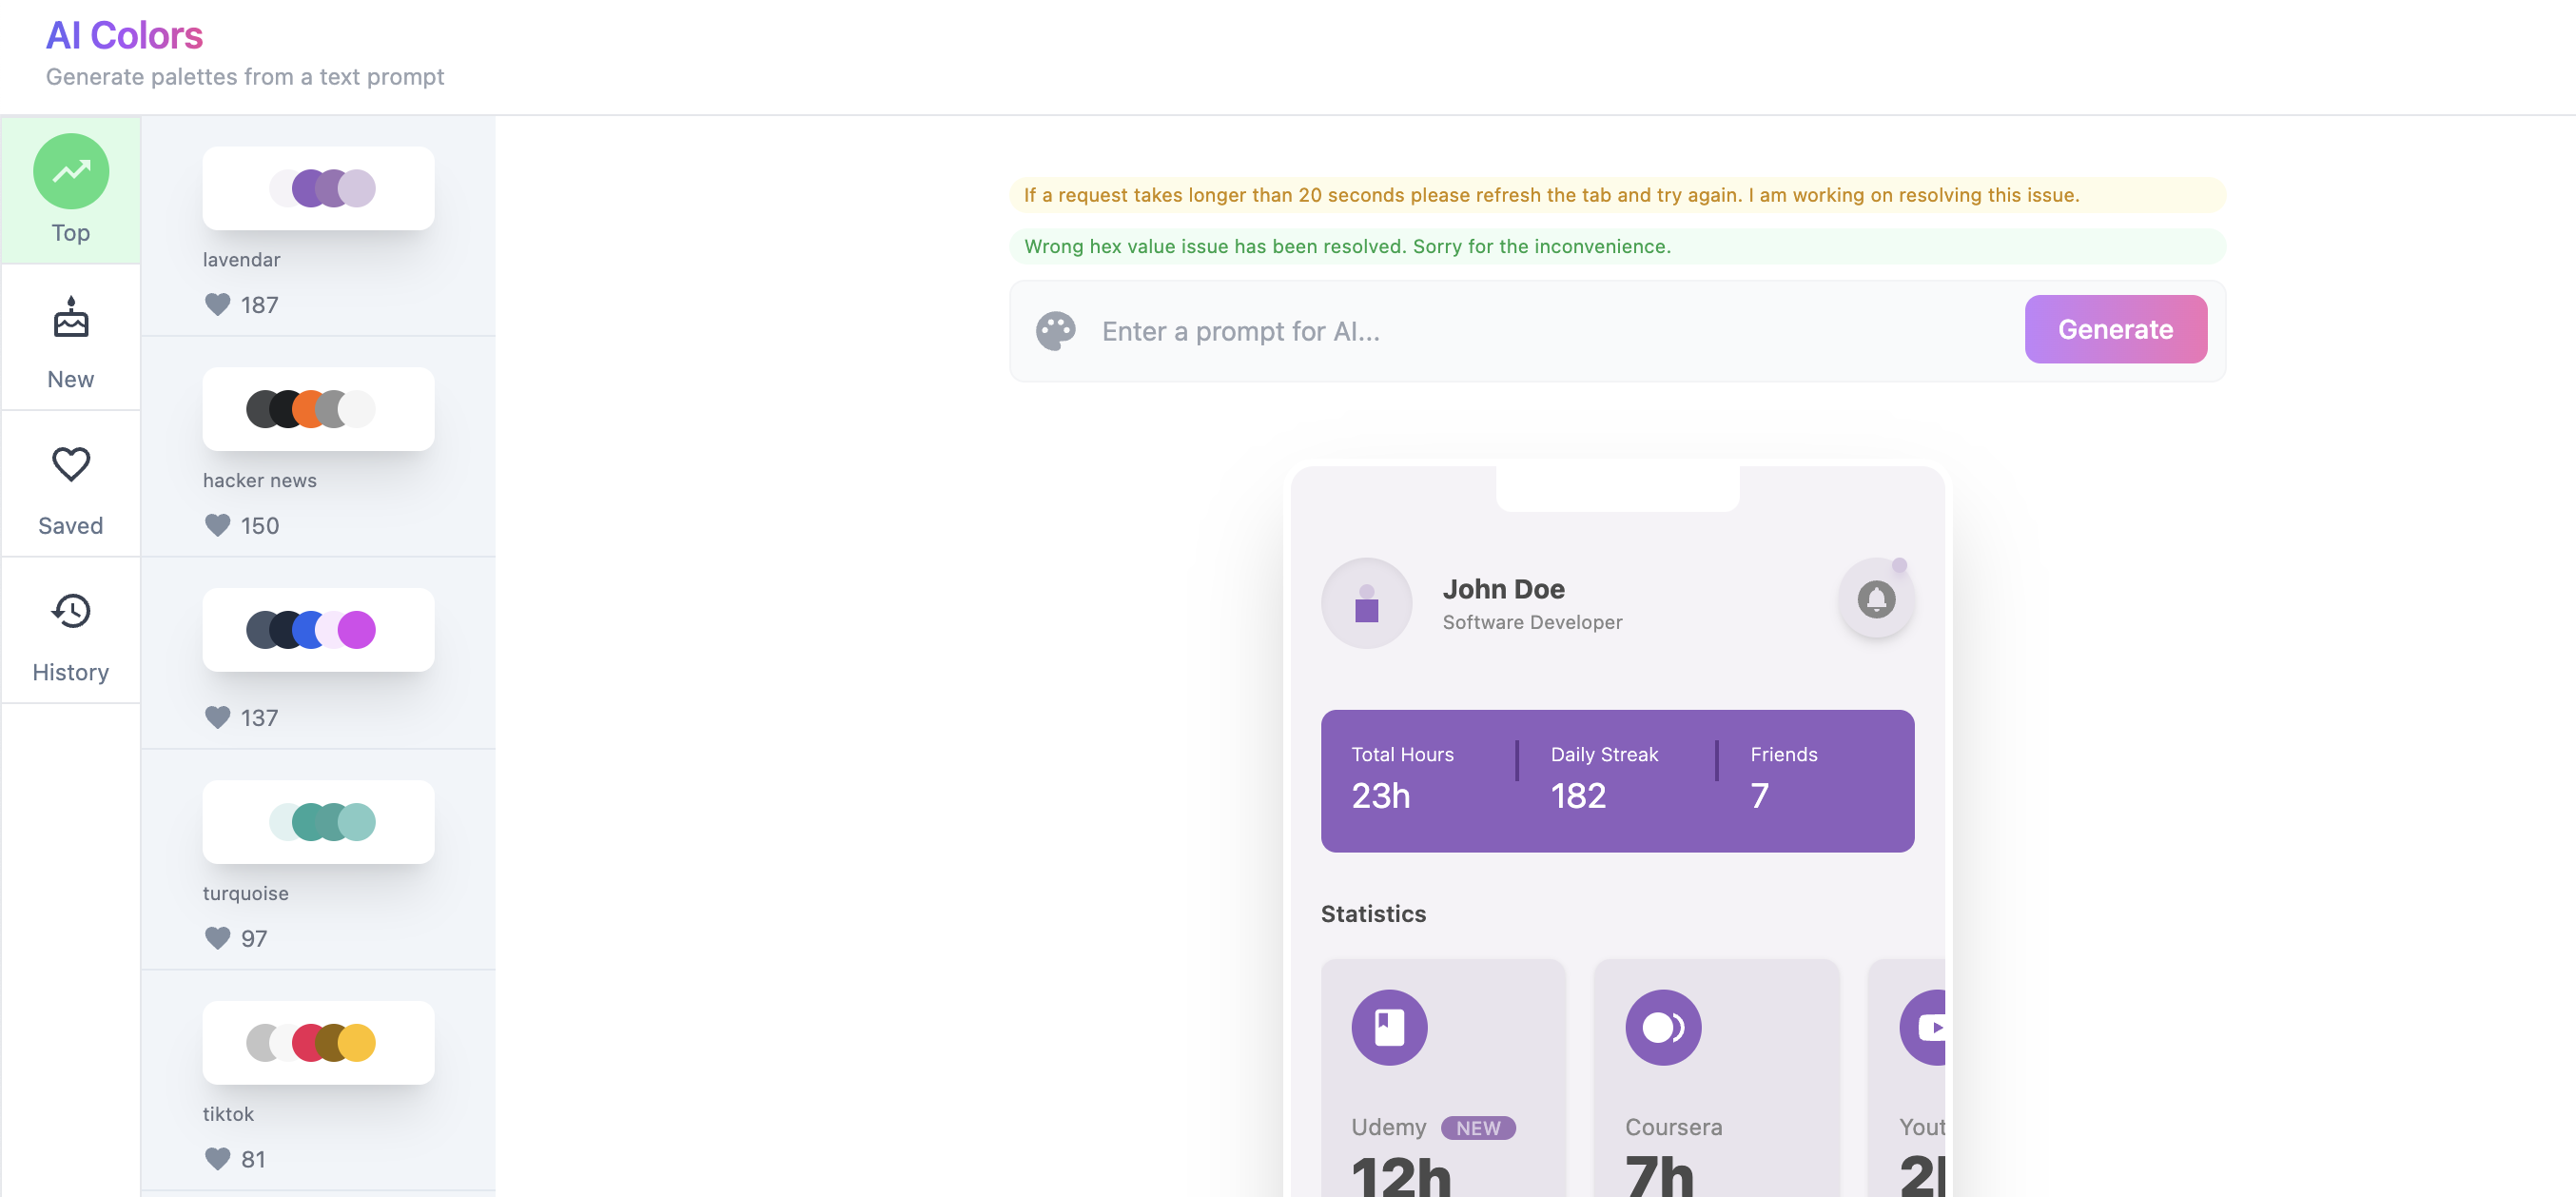 AI Colors
Generate palettes from a text prompt
Top
New
Saved
History
lavendar
187
hacker news
150
137
turquoise
97
tiktok
81
If a request takes longer than 20 seconds please refresh the tab and try again. I am working on resolving this issue.
Wrong hex value issue has been resolved. Sorry for the inconvenience.
Enter a prompt for AI...
Generate
John Doe
Software Developer
Total Hours
23h
Daily Streak
182
Friends
7
Statistics
Udemy NEW
12h
Coursera
7h